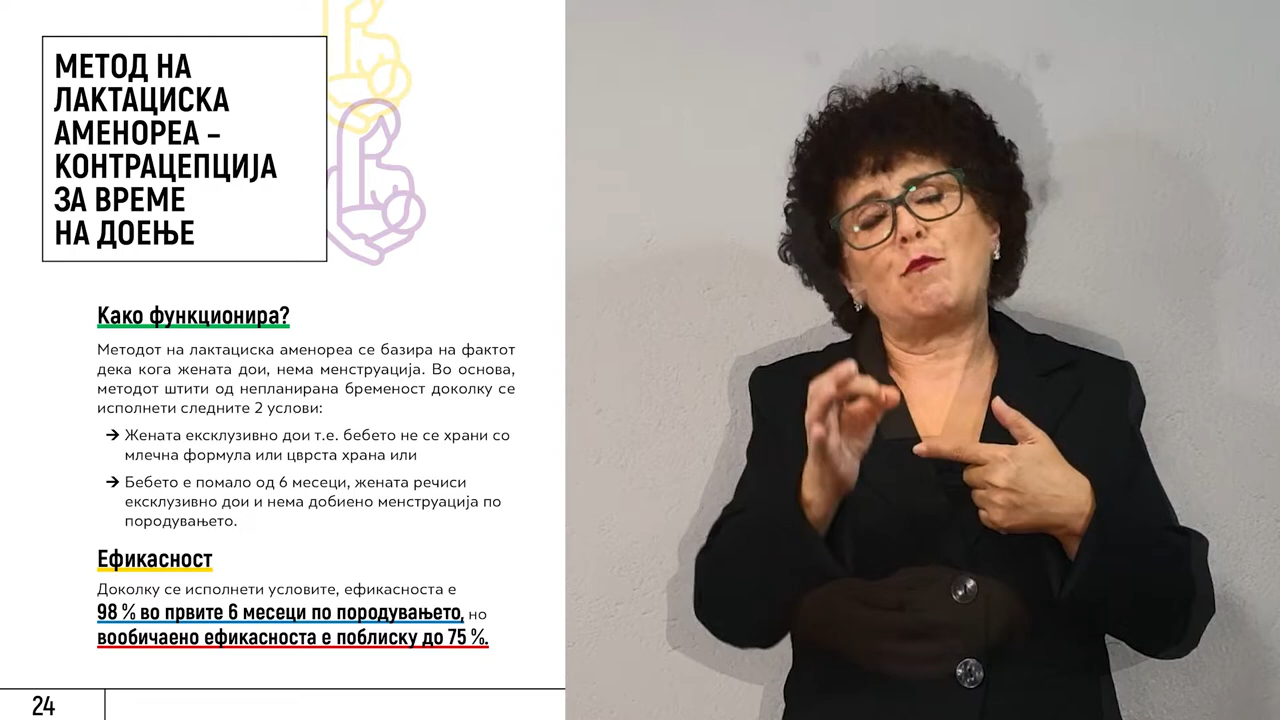 МЕТОД НА
ЛАКТАЦИСКА
АМЕНОРЕА –
КОНТРАЦЕПЦИЈА
ЗА ВРЕМЕ
НА ДОЕЊЕ
Како функционира?
Методот на лактациска аменореа се базира на фактот
дека кога жената дои, нема менструација. Во основа,
методот штити од непланирана бременост доколку се
исполнети следните 2 услови:
➔ Жената ексклузивно дои т.е. бебето не се храни со
млечна формула или цврста храна или
➔ Бебето е помало од 6 месеци, жената речиси
ексклузивно дои и нема добиено менструација по
породувањето.
Ефикасност
Доколку се исполнети условите, ефикасноста е
98 % во првите 6 месеци по породувањето, но
вообичаено ефикасноста е поблиску до 75 %.
24